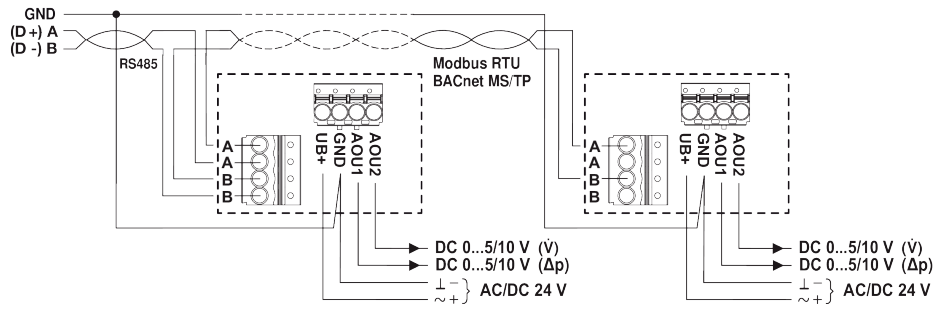 GND
(D+) A
(D-) B
RS485
Modbus RTU
BACnet MS/TP
A
A
B
B
UB+
GND
AOU1
AOU2
DC 0...5/10 V (V̇)
DC 0...5/10 V (Δp)
⊥ −
~ + } AC/DC 24 V
A
A
B
B
UB+
GND
AOU1
AOU2
DC 0...5/10 V (V̇)
DC 0...5/10 V (Δp)
⊥ −
~ + } AC/DC 24 V